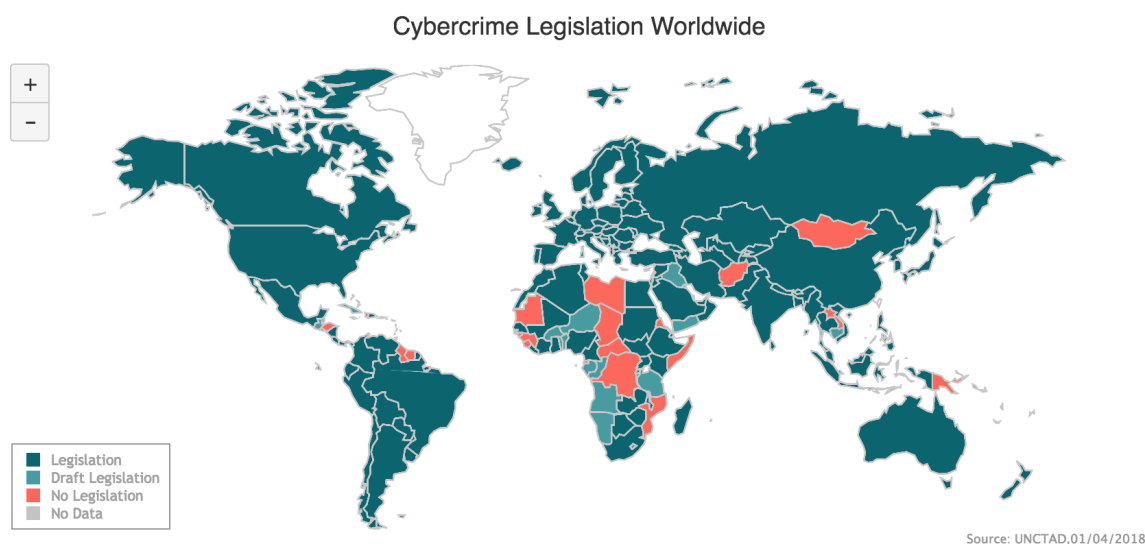 Cybercrime Legislation Worldwide
+
−
Legislation
Draft Legislation
No Legislation
No Data
Source: UNCTAD.01/04/2018